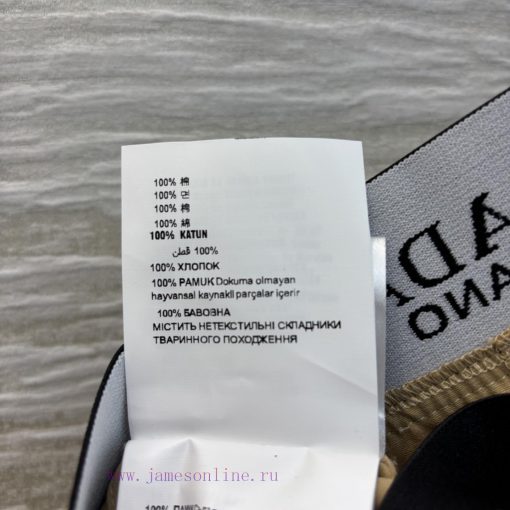 100% 棉
100% 면
100% 棉
100% 綿
100% KATUN
100% قطن
100% ХЛОПОК
100% PAMUK Dokuma olmayan
hayvansal kaynakli parçalar içerir
100% БАВОВНА
МІСТИТЬ НЕТЕКСТИЛЬНІ СКЛАДНИКИ
ТВАРИННОГО ПОХОДЖЕННЯ
ADA
ANO
www.jamesonline.ru
100%